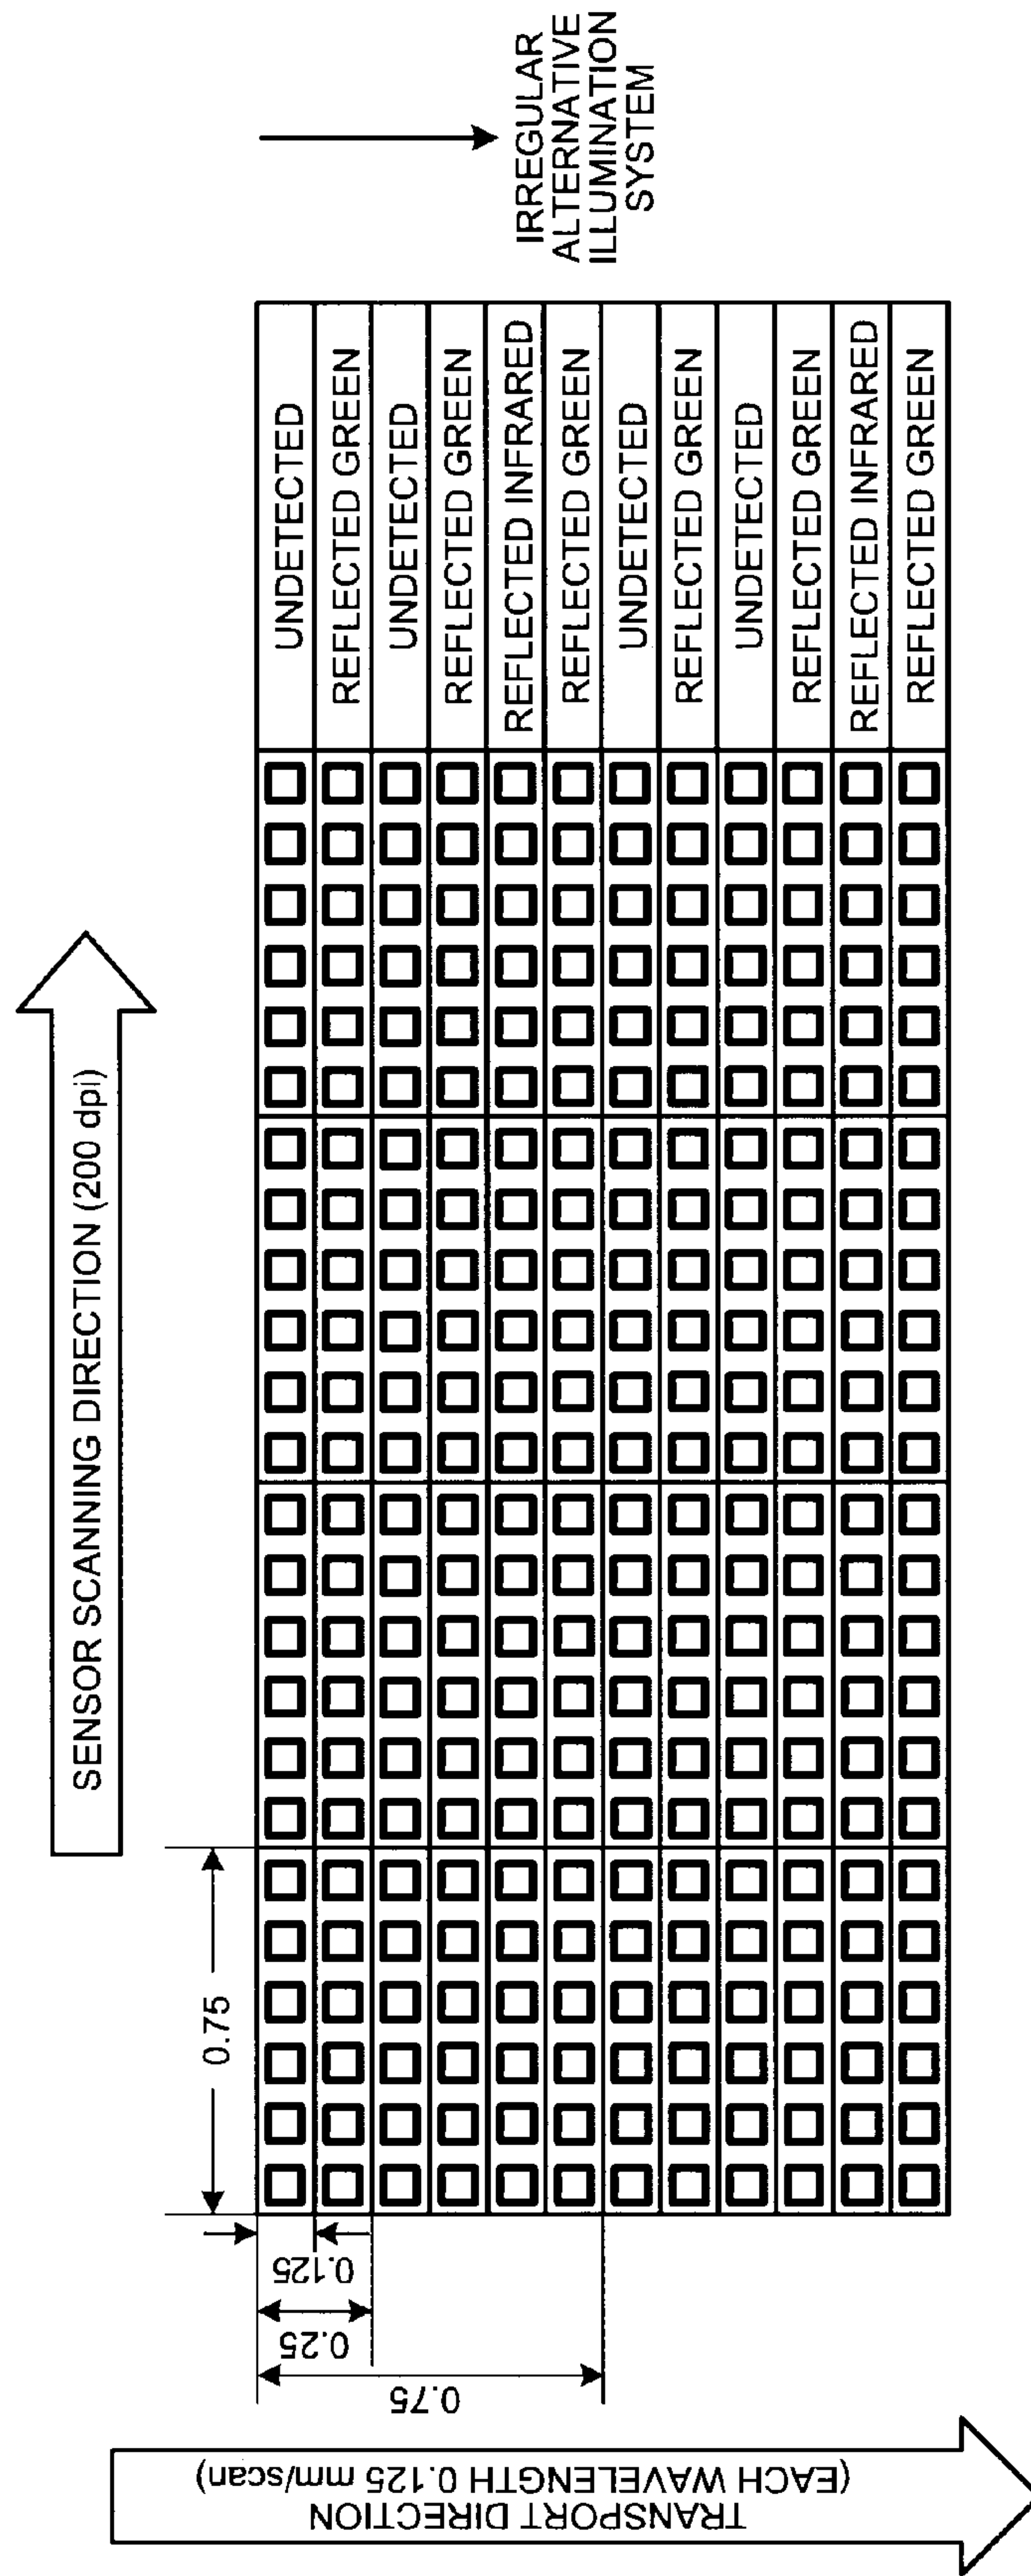 SENSOR SCANNING DIRECTION (200 dpi)
0.75
0.125
0.25
0.75
TRANSPORT DIRECTION
(EACH WAVELENGTH 0.125 mm/scan)
UNDETECTED
REFLECTED GREEN
UNDETECTED
REFLECTED GREEN
REFLECTED INFRARED
REFLECTED GREEN
UNDETECTED
REFLECTED GREEN
UNDETECTED
REFLECTED GREEN
REFLECTED INFRARED
REFLECTED GREEN
IRREGULAR
ALTERNATIVE
ILLUMINATION
SYSTEM